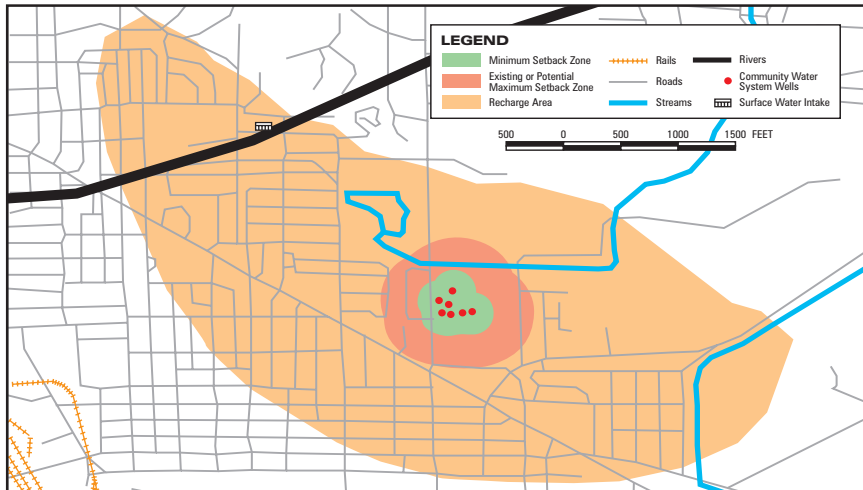 LEGEND
Minimum Setback Zone
Existing or Potential
Maximum Setback Zone
Recharge Area
Rails
Roads
Streams
Rivers
Community Water
System Wells
Surface Water Intake
500 0 500 1000 1500 FEET